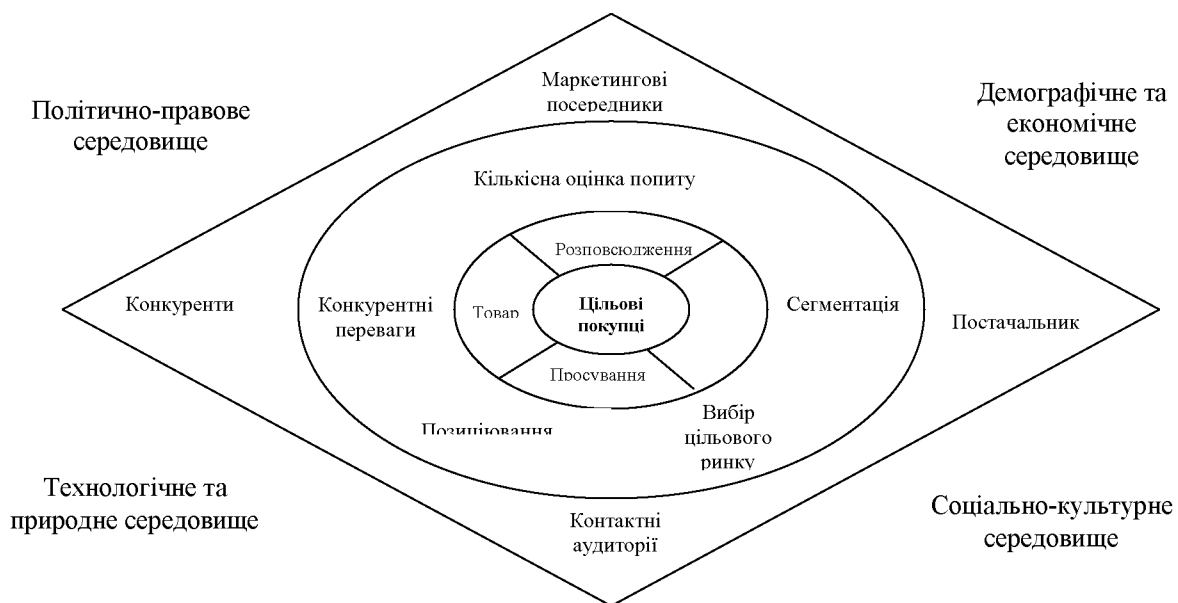 Маркетингові
посередники
Політично-правове
середовище
Демографічне та
економічне
середовище
Кількісна оцінка попиту
Розповсюдження
Конкуренти
Конкурентні
переваги
Товар
Цільові
покупці
Сегментація
Постачальник
Просування
Позиціювання
Вибір
цільового
ринку
Технологічне та
природне середовище
Контактні
аудиторії
Соціально-культурне
середовище